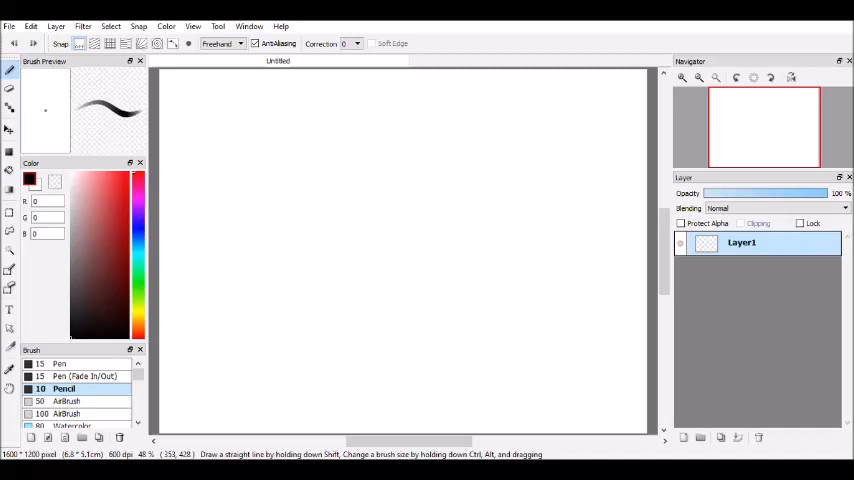 File Edit Layer Filter Select Snap Color View Tool Window Help
Snap Freehand AntiAliasing Correction 0 Soft Edge
Brush Preview
Untitled
Navigator
Color
R 0
G 0
B 0
Layer
Opacity 100 %
Blending Normal
Protect Alpha Clipping Lock
Layer1
Brush
15 Pen
15 Pen (Fade In/Out)
10 Pencil
50 AirBrush
100 AirBrush
80 Watercolor
1600 * 1200 pixel (6.8 * 5.1cm) 600 dpi 48 % ( 353, 428 ) Draw a straight line by holding down Shift, Change a brush size by holding down Ctrl, Alt, and dragging